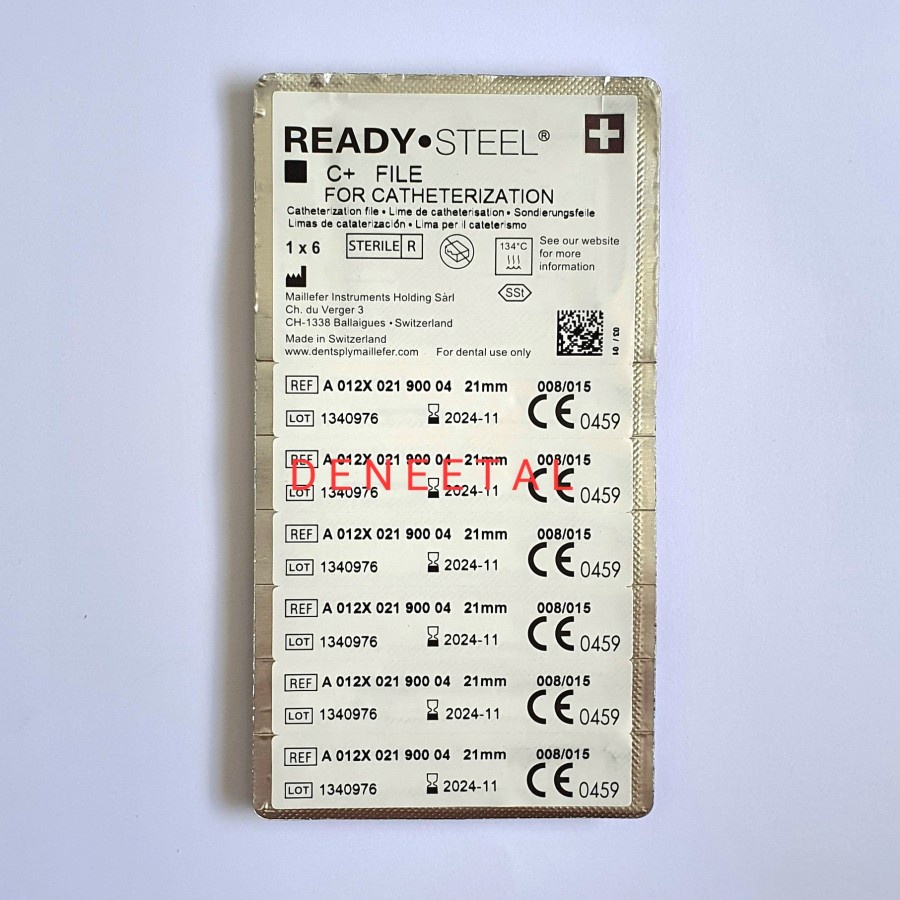 READY•STEEL®
C+ FILE
FOR CATHETERIZATION
Catheterization file • Lime de catheterisation • Sondierungsfeile
Limas de cataterización • Lima per il cateterismo
1 x 6 STERILE R 134°C See our website
for more
information
SSt
Maillefer Instruments Holding Sàrl
Ch. du Verger 3
CH-1338 Ballaigues • Switzerland
Made in Switzerland
www.dentsplymaillefer.com For dental use only
03 / 01
REF A 012X 021 900 04 21mm 008/015
LOT 1340976 2024-11 CE 0459
REF A 012X 021 900 04 21mm 008/015
DENEETAL
LOT 1340976 2024-11 CE 0459
REF A 012X 021 900 04 21mm 008/015
LOT 1340976 2024-11 CE 0459
REF A 012X 021 900 04 21mm 008/015
LOT 1340976 2024-11 CE 0459
REF A 012X 021 900 04 21mm 008/015
LOT 1340976 2024-11 CE 0459
REF A 012X 021 900 04 21mm 008/015
LOT 1340976 2024-11 CE 0459